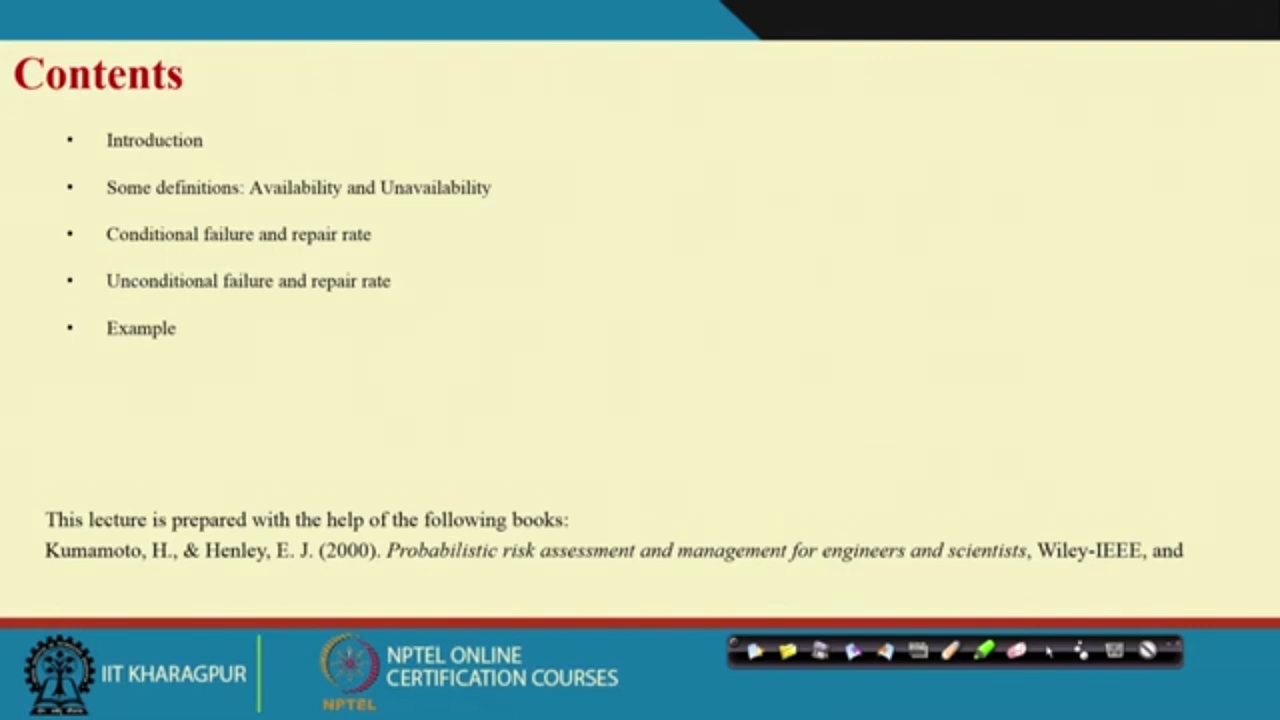 Contents
• Introduction
• Some definitions: Availability and Unavailability
• Conditional failure and repair rate
• Unconditional failure and repair rate
• Example
This lecture is prepared with the help of the following books:
Kumamoto, H., & Henley, E. J. (2000). Probabilistic risk assessment and management for engineers and scientists, Wiley-IEEE, and
IIT KHARAGPUR
NPTEL
NPTEL ONLINE
CERTIFICATION COURSES